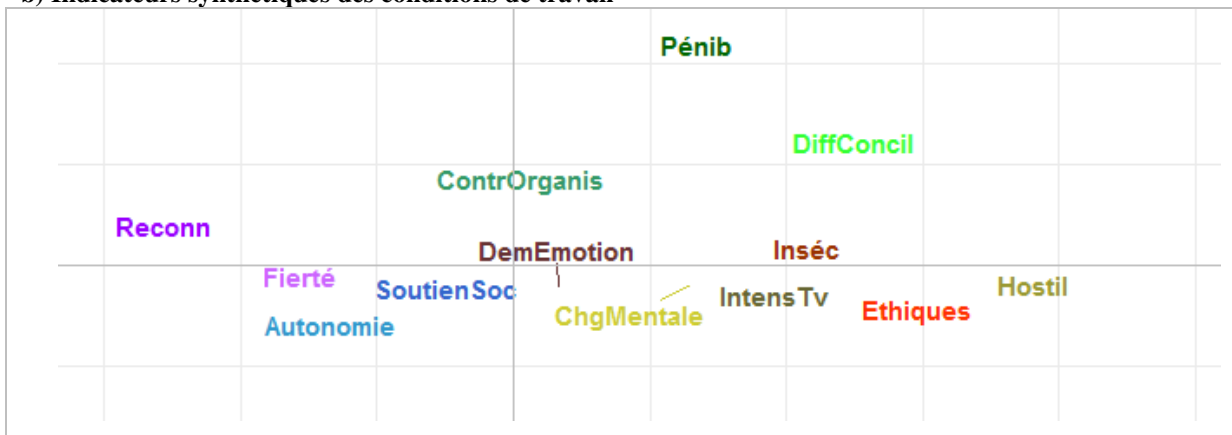 b) Indicateurs synthétiques des conditions de travail
Pénib
DiffConcil
ContrOrganis
Reconn
DemEmotion
Inséc
Fierté
SoutienSoc
Hostil
IntensTv
Ethiques
ChgMentale
Autonomie